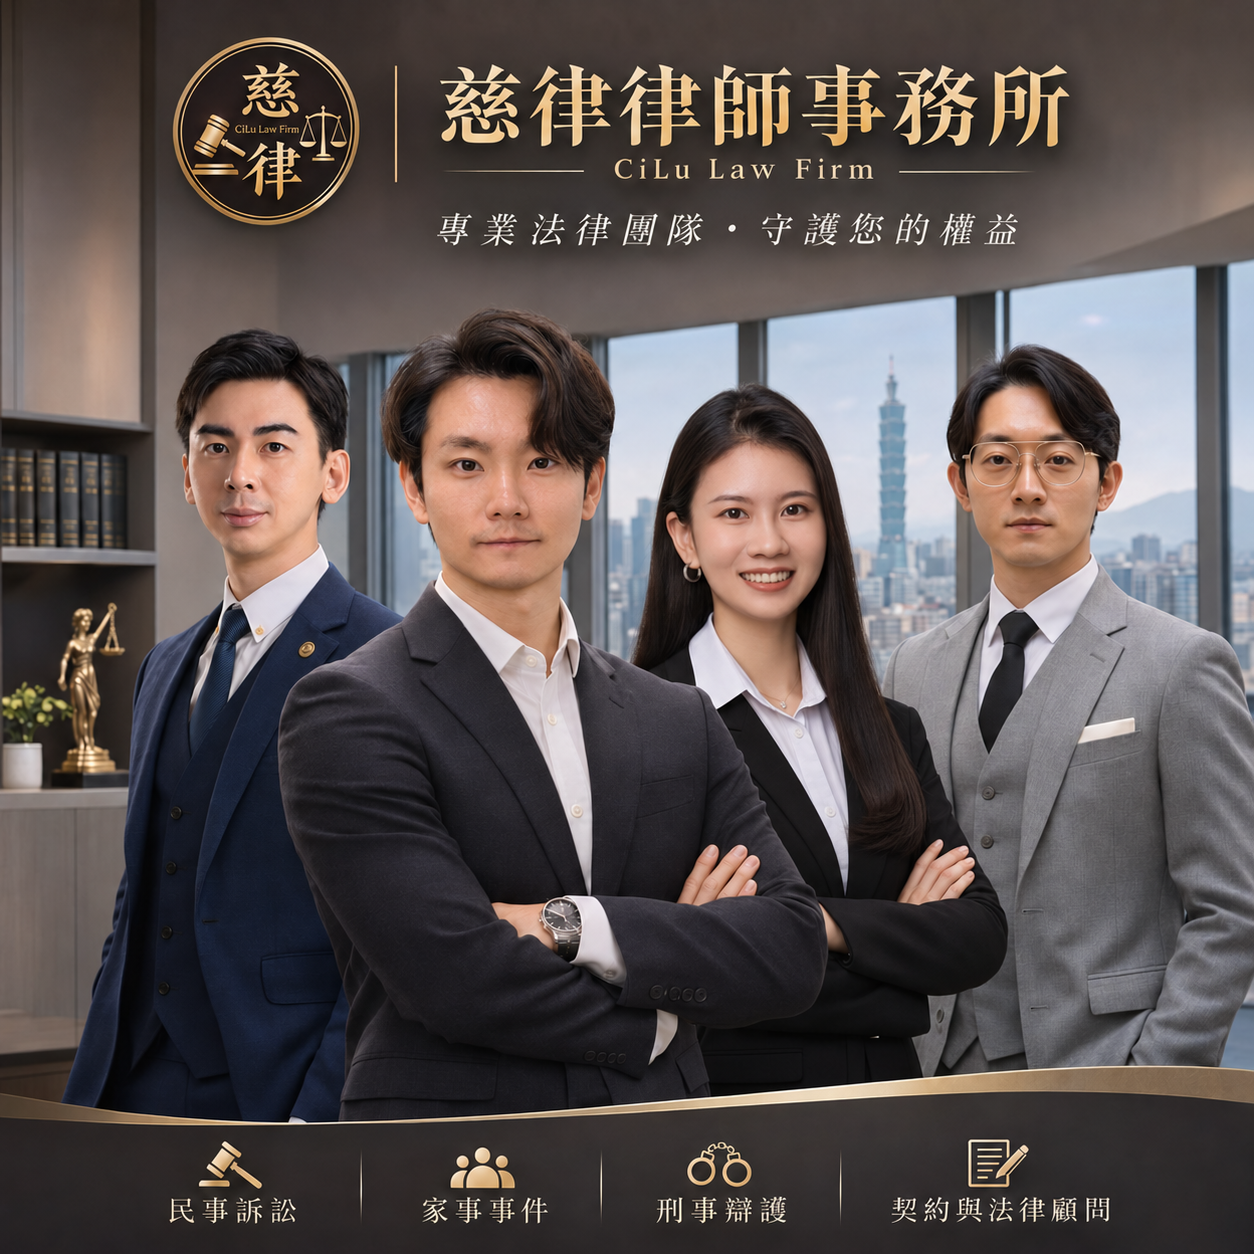 慈
CiLu Law Firm
律
慈律律師事務所
CiLu Law Firm
專業法律團隊・守護您的權益
民事訴訟
家事事件
刑事辯護
契約與法律顧問